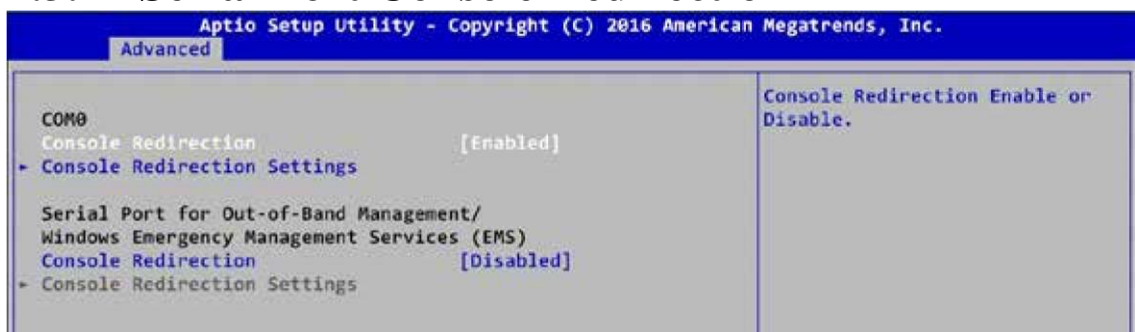 Aptio Setup Utility - Copyright (C) 2016 American Megatrends, Inc.
Advanced
COM0
Console Redirection [Enabled]
► Console Redirection Settings
Serial Port for Out-of-Band Management/
Windows Emergency Management Services (EMS)
Console Redirection [Disabled]
► Console Redirection Settings
Console Redirection Enable or
Disable.